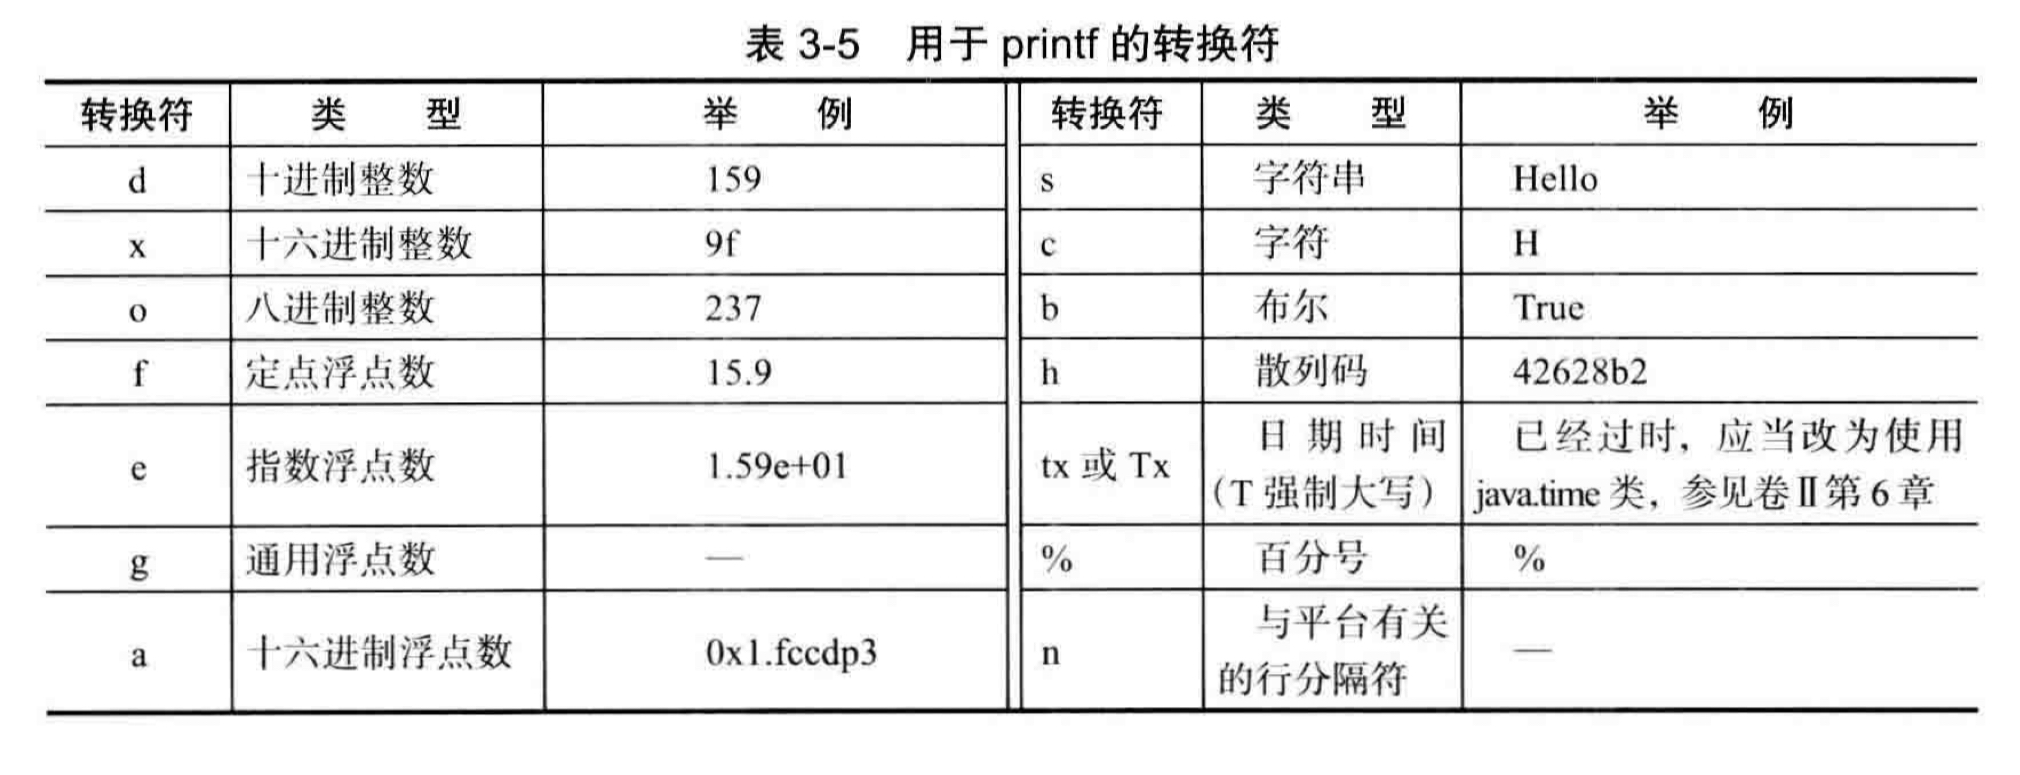 表 3-5 用于 printf 的转换符
转换符 类 型 举 例 转换符 类 型 举 例
d 十进制整数 159 s 字符串 Hello
x 十六进制整数 9f c 字符 H
o 八进制整数 237 b 布尔 True
f 定点浮点数 15.9 h 散列码 42628b2
e 指数浮点数 1.59e+01 tx 或 Tx 日期时间
（T 强制大写） 已经过时，应当改为使用
java.time 类，参见卷Ⅱ第 6 章
g 通用浮点数 — % 百分号 %
a 十六进制浮点数 0x1.fccdp3 n 与平台有关
的行分隔符 —